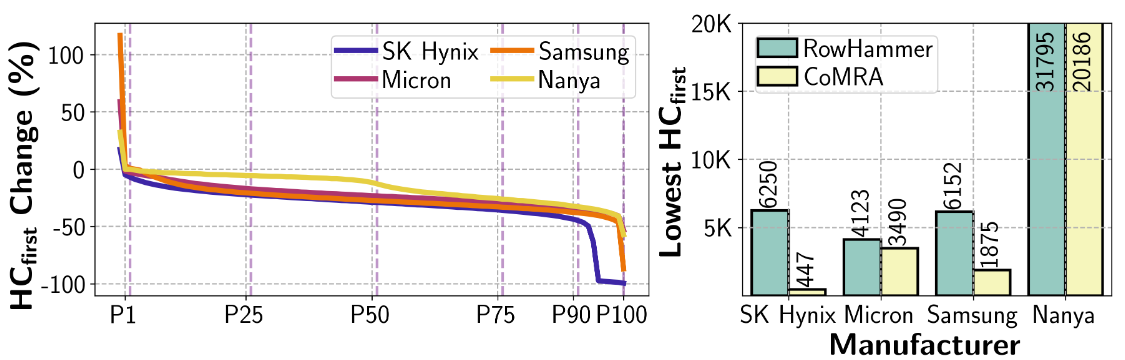 HCfirst Change (%)
100
50
0
-50
-100
SK Hynix
Samsung
Micron
Nanya
P1
P25
P50
P75
P90
P100
Lowest HCfirst
20K
15K
10K
5K
RowHammer
CoMRA
6250
447
4123
3490
6152
1875
31795
20186
SK Hynix
Micron
Samsung
Nanya
Manufacturer